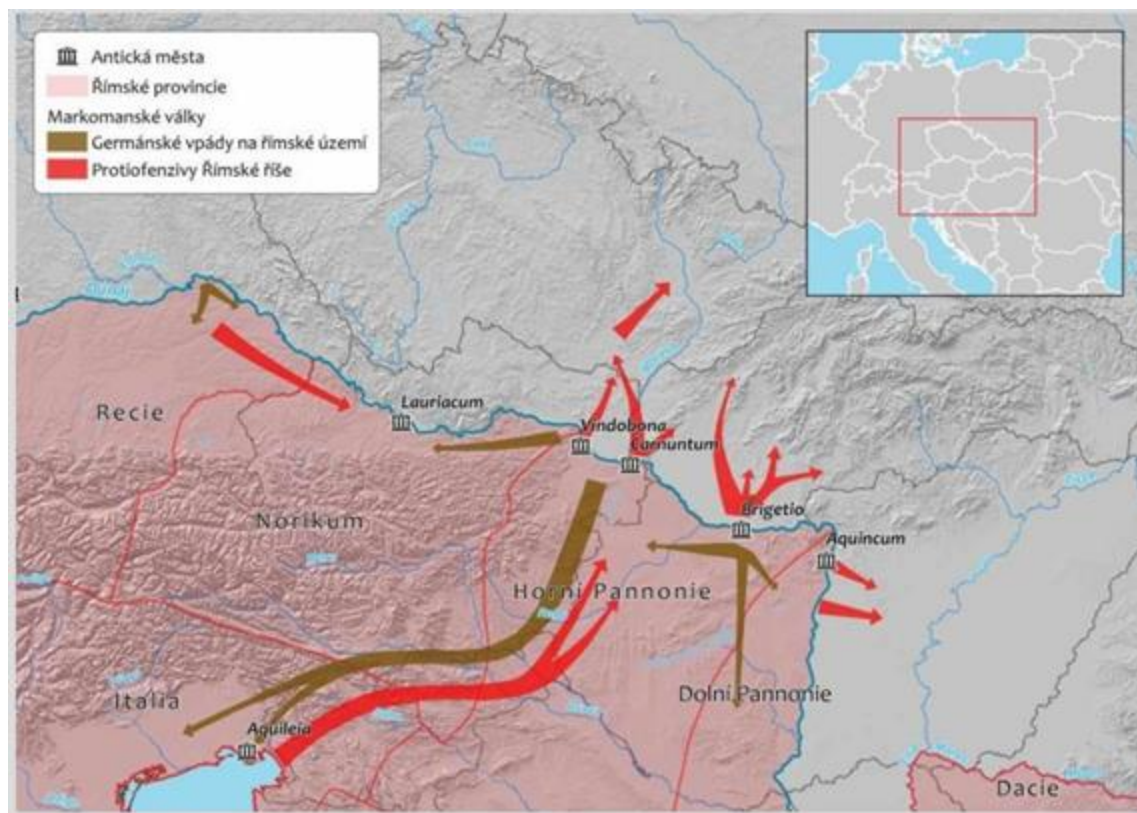 Antická města
Římské provincie
Markomanské války
Germánské vpády na římské území
Protiofenzivy Římské říše
Dunaj
Recie
Lauriacum
Vindobona
Carnuntum
Norikum
Brigetio
Aquincum
Horní Pannonie
Italia
Dolní Pannonie
Aquileia
Dacie